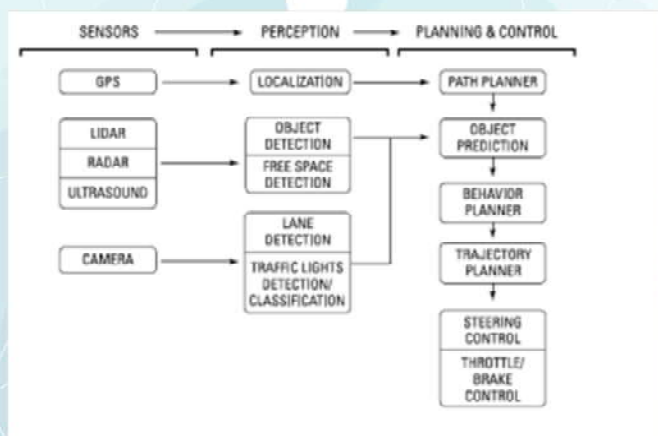 SENSORS PERCEPTION PLANNING & CONTROL
GPS LOCALIZATION PATH PLANNER
LIDAR
RADAR
ULTRASOUND
OBJECT
DETECTION
FREE SPACE
DETECTION
OBJECT
PREDICTION
BEHAVIOR
PLANNER
CAMERA
LANE
DETECTION
TRAFFIC LIGHTS
DETECTION/
CLASSIFICATION
TRAJECTORY
PLANNER
STEERING
CONTROL
THROTTLE/
BRAKE
CONTROL